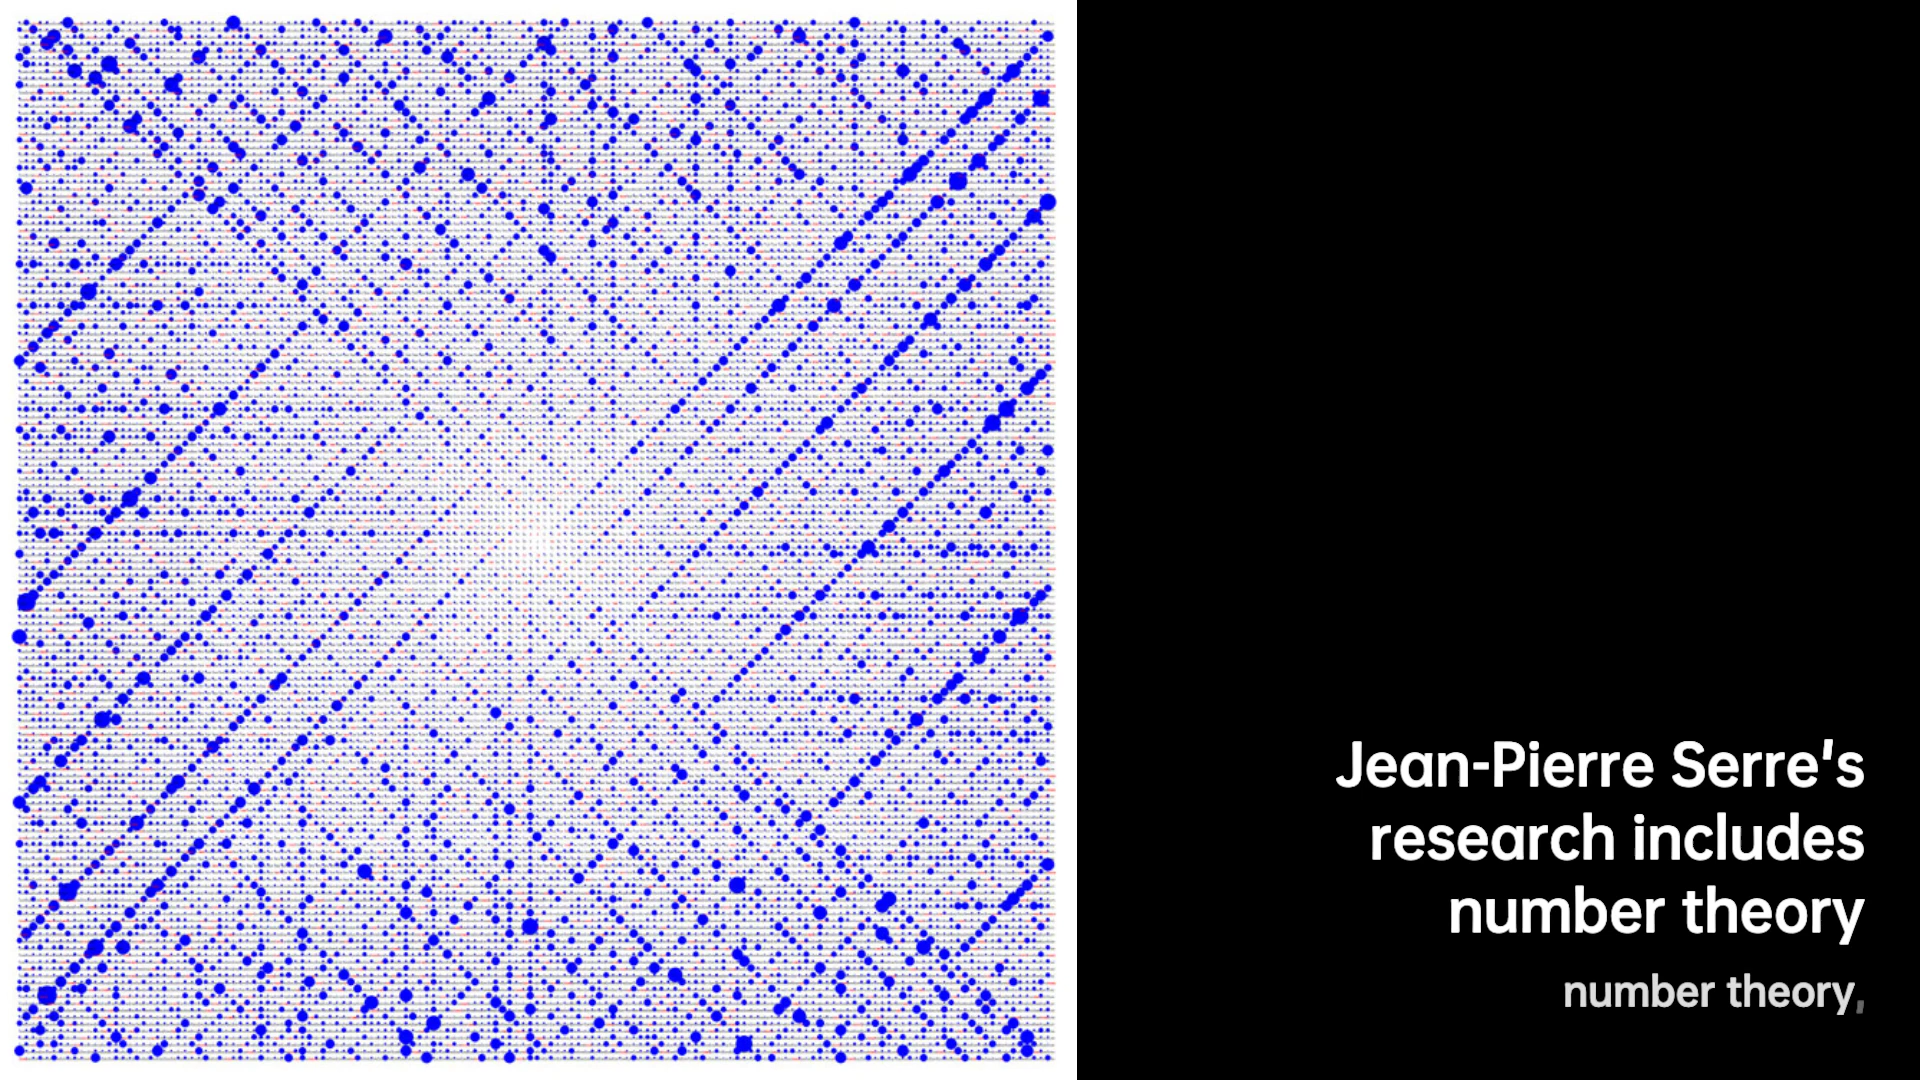 Jean-Pierre Serre's
research includes
number theory
number theory,